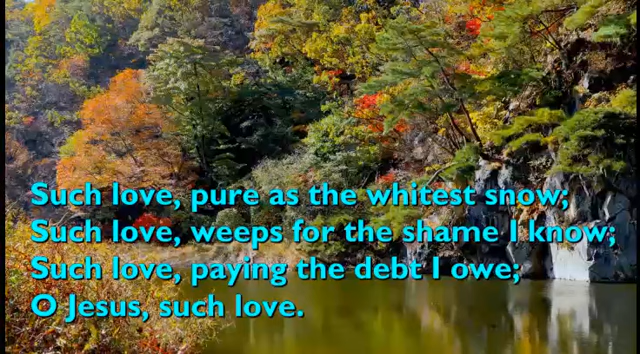 Such love, pure as the whitest snow;
Such love, weeps for the shame I know;
Such love, paying the debt I owe;
O Jesus, such love.